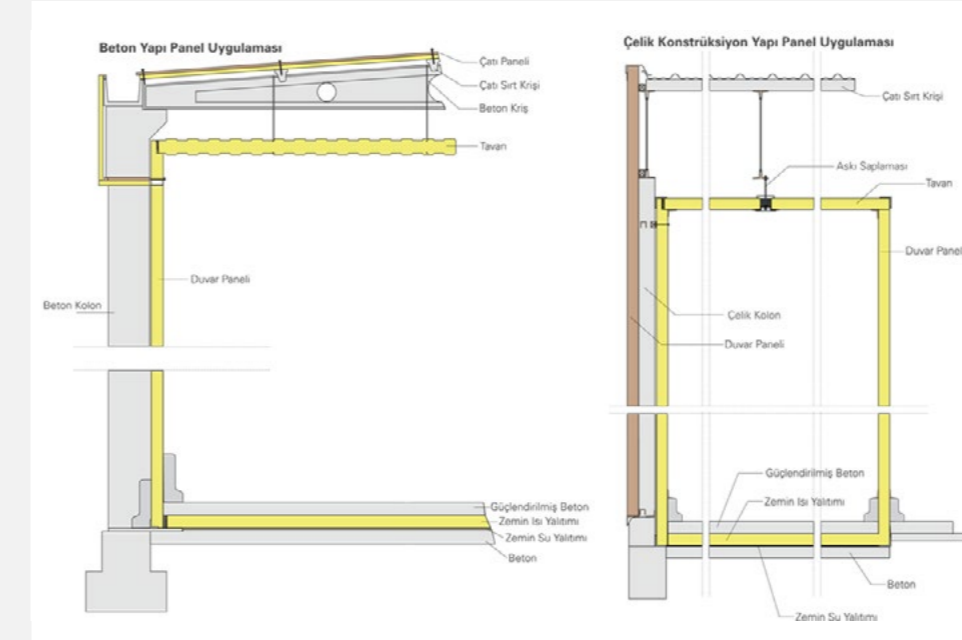 Beton Yapı Panel Uygulaması
Çatı Paneli
Çatı Sırt Krişi
Beton Kriş
Tavan
Duvar Paneli
Beton Kolon
Güçlendirilmiş Beton
Zemin Isı Yalıtımı
Zemin Su Yalıtımı
Beton
Çelik Konstrüksiyon Yapı Panel Uygulaması
Çatı Sırt Krişi
Askı Saplaması
Tavan
Duvar Paneli
Çelik Kolon
Duvar Paneli
Güçlendirilmiş Beton
Zemin Isı Yalıtımı
Beton
Zemin Su Yalıtımı